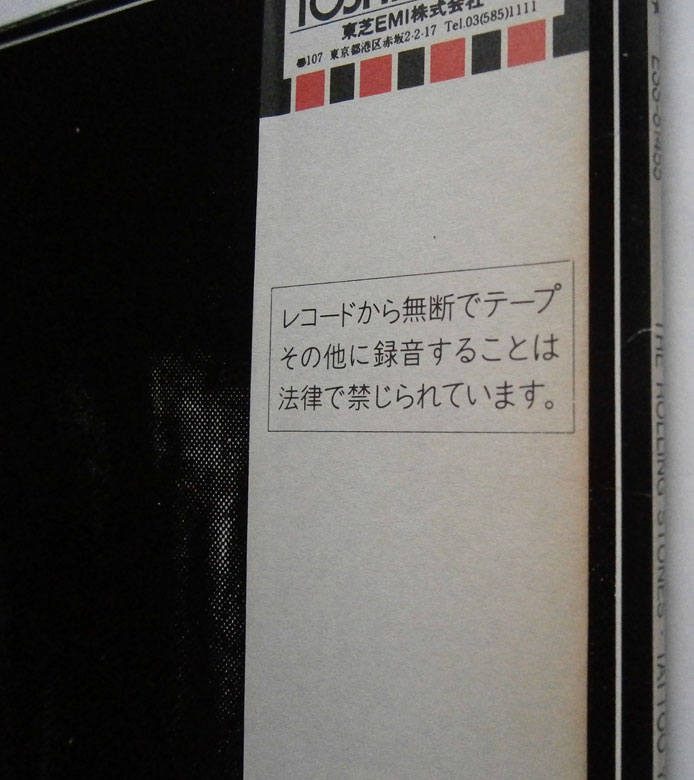 東芝EMI株式会社
〠107 東京都港区赤坂2-2-17 Tel.03(585)1111
レコードから無断でテープ
その他に録音することは
法律で禁じられています。
THE ROLLING STONES · TATTOO